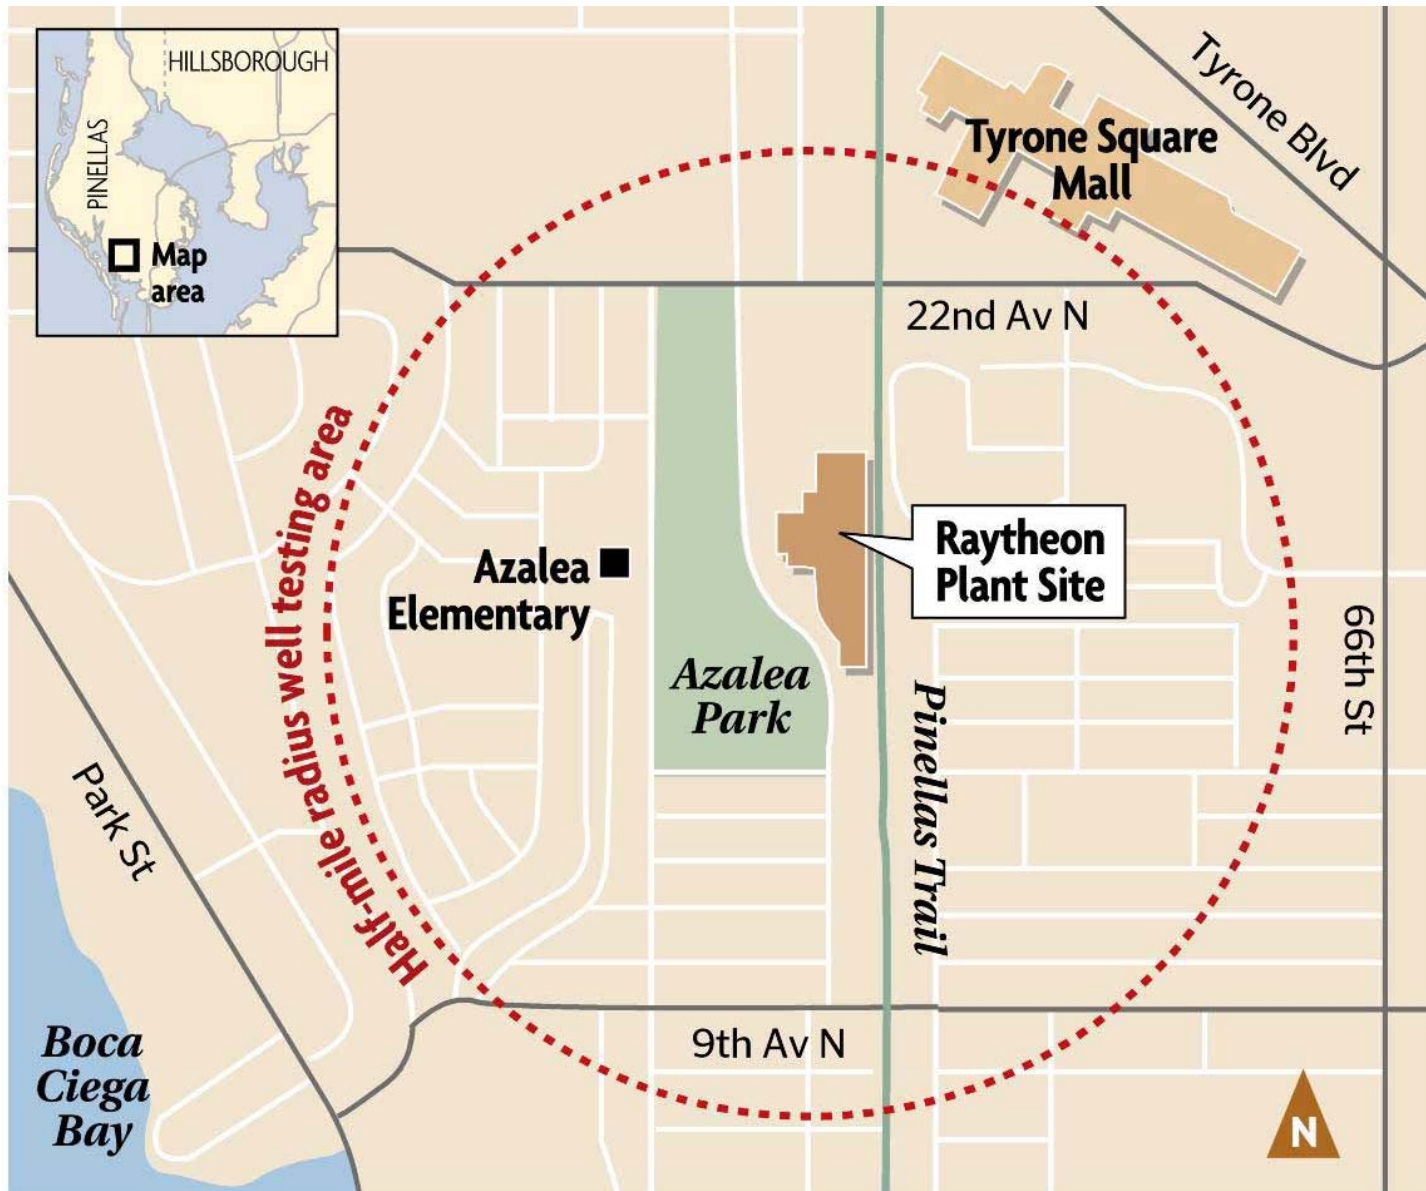 HILLSBOROUGH
PINELLAS
Map
area
Tyrone Blvd
Tyrone Square
Mall
22nd Av N
Half-mile radius well testing area
Azalea
Elementary
Raytheon
Plant Site
Azalea
Park
66th St
Pinellas Trail
Park St
9th Av N
Boca
Ciega
Bay
N